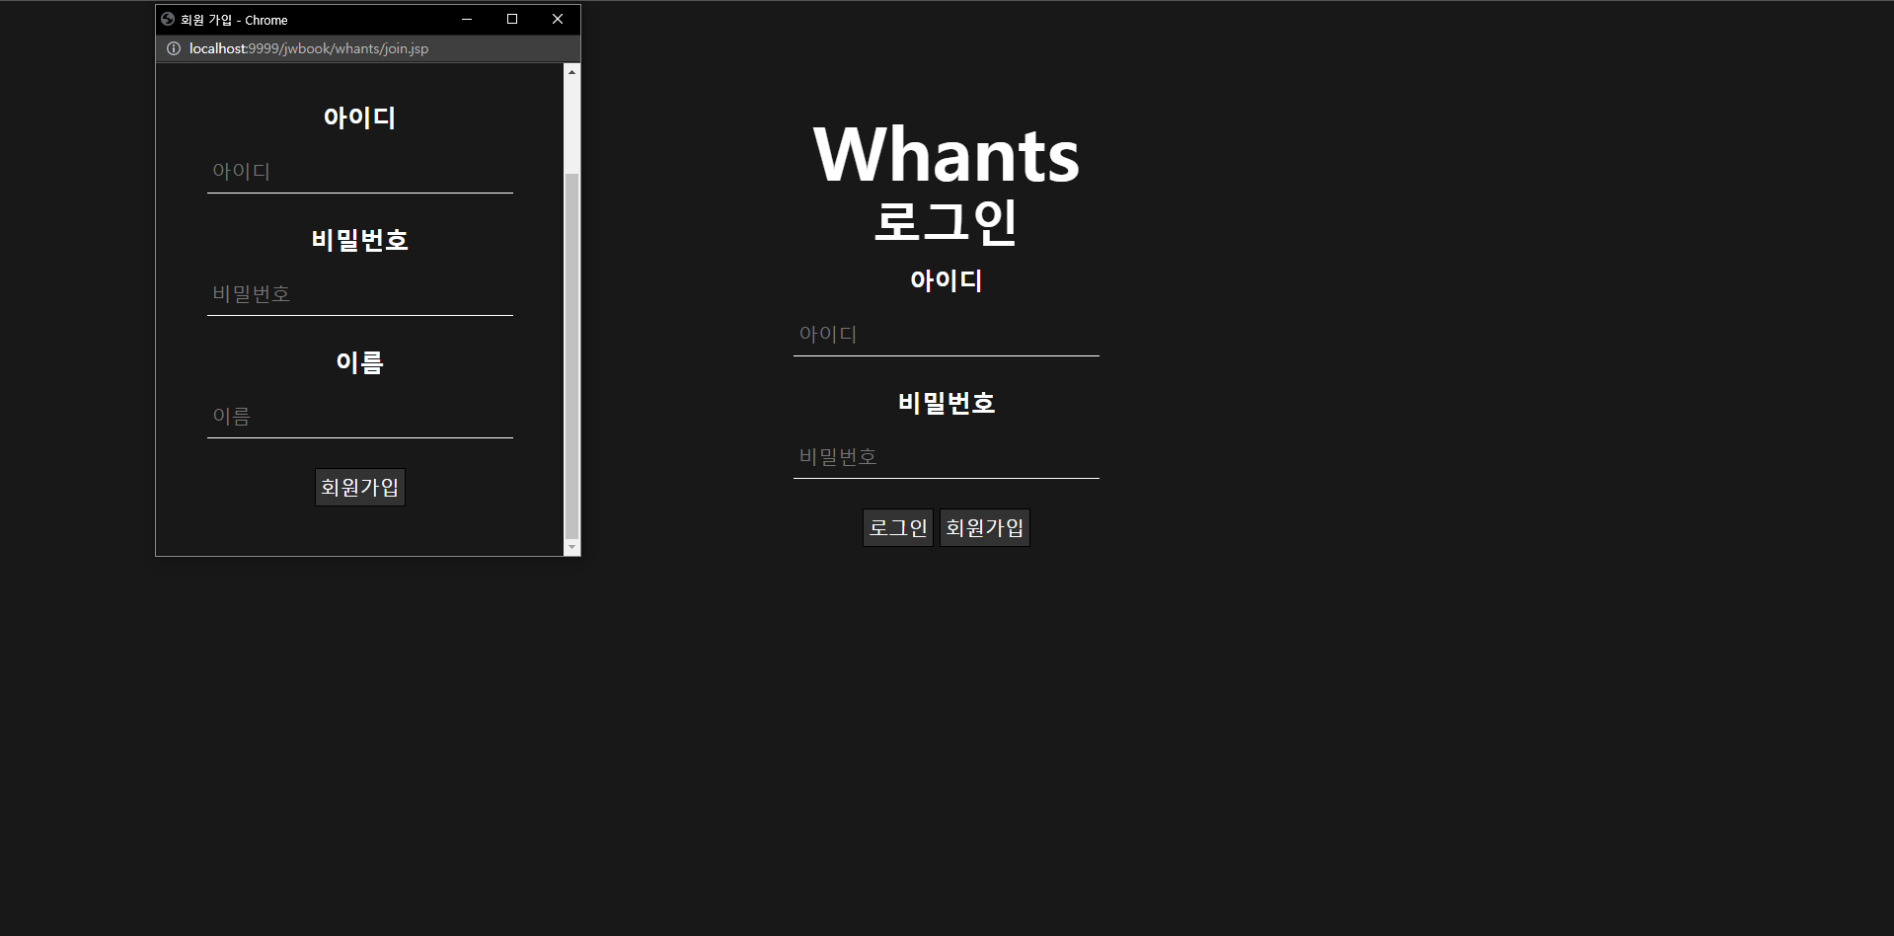 회원 가입 - Chrome
localhost:9999/jwbook/whants/join.jsp
아이디
아이디
비밀번호
비밀번호
이름
이름
회원가입
Whants
로그인
아이디
아이디
비밀번호
비밀번호
로그인 회원가입